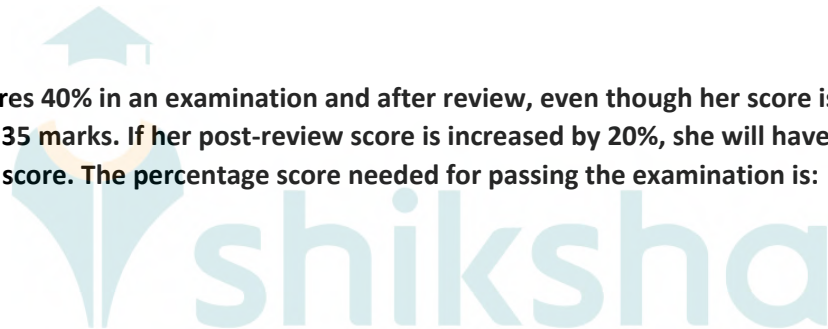 res 40% in an examination and after review, even though her score is
35 marks. If her post-review score is increased by 20%, she will have
score. The percentage score needed for passing the examination is:
shiksha